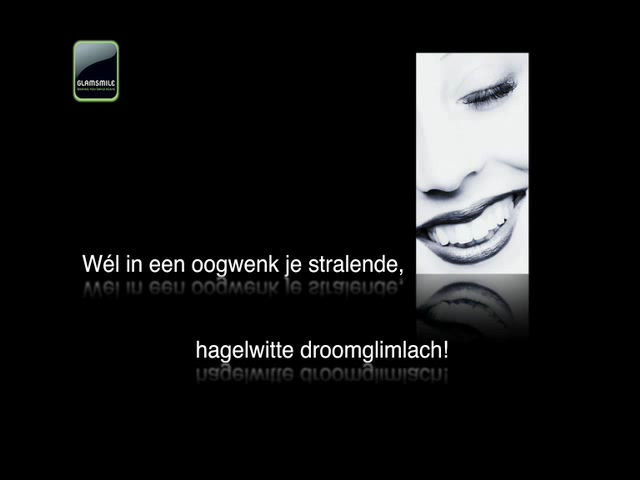 GLAMSMILE
Wél in een oogwenk je stralende,
hagelwitte droomglimlach!